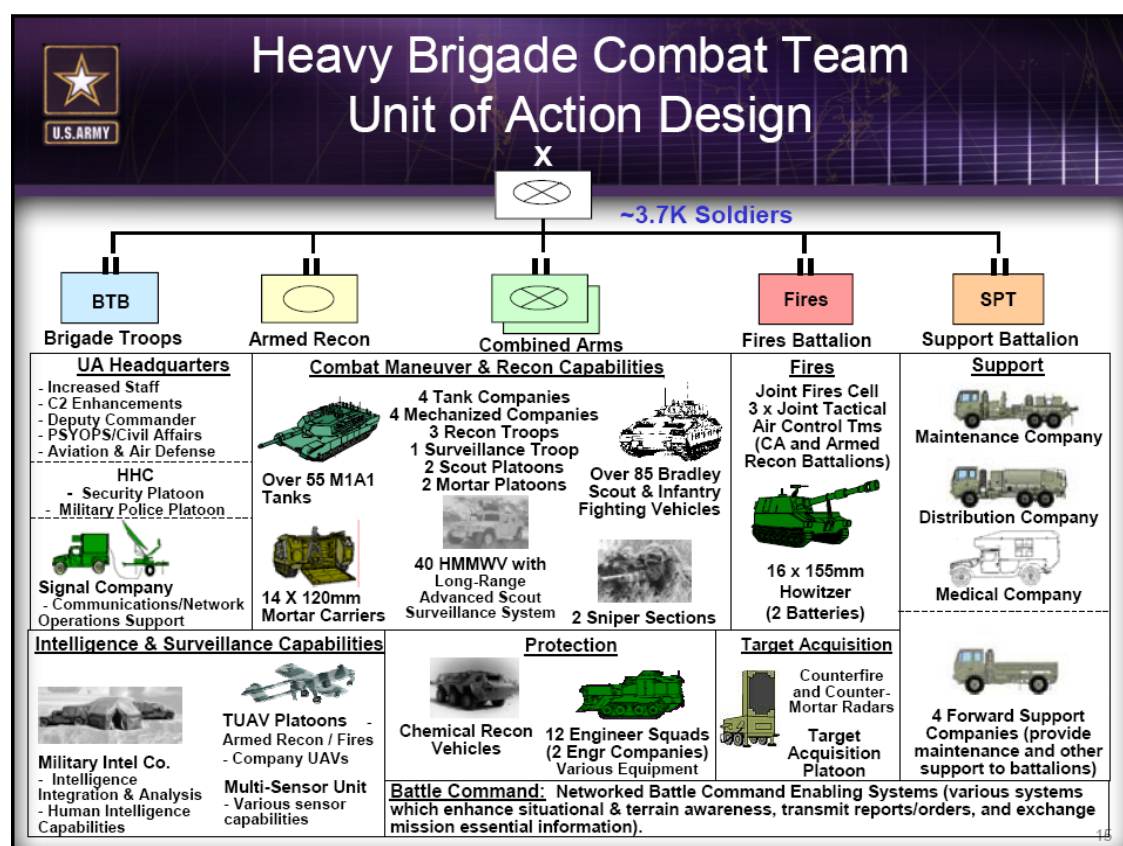 Heavy Brigade Combat Team
Unit of Action Design
U.S.ARMY
X
~3.7K Soldiers
BTB
Brigade Troops
Armed Recon
Combined Arms
Fires
Fires Battalion
SPT
Support Battalion
UA Headquarters
- Increased Staff
- C2 Enhancements
- Deputy Commander
- PSYOPS/Civil Affairs
- Aviation & Air Defense
HHC
- Security Platoon
- Military Police Platoon
Signal Company
- Communications/Network
Operations Support
Combat Maneuver & Recon Capabilities
4 Tank Companies
4 Mechanized Companies
3 Recon Troops
1 Surveillance Troop
2 Scout Platoons
2 Mortar Platoons
Over 55 M1A1
Tanks
Over 85 Bradley
Scout & Infantry
Fighting Vehicles
14 X 120mm
Mortar Carriers
40 HMMWV with
Long-Range
Advanced Scout
Surveillance System
2 Sniper Sections
Fires
Joint Fires Cell
3 x Joint Tactical
Air Control Tms
(CA and Armed
Recon Battalions)
16 x 155mm
Howitzer
(2 Batteries)
Support
Maintenance Company
Distribution Company
Medical Company
4 Forward Support
Companies (provide
maintenance and other
support to battalions)
Intelligence & Surveillance Capabilities
Military Intel Co.
- Intelligence
Integration & Analysis
- Human Intelligence
Capabilities
TUAV Platoons -
Armed Recon / Fires
- Company UAVs
Multi-Sensor Unit
- Various sensor
capabilities
Protection
Chemical Recon
Vehicles
12 Engineer Squads
(2 Engr Companies)
Various Equipment
Target Acquisition
Counterfire
and Counter-
Mortar Radars
Target
Acquisition
Platoon
Battle Command: Networked Battle Command Enabling Systems (various systems
which enhance situational & terrain awareness, transmit reports/orders, and exchange
mission essential information).
15